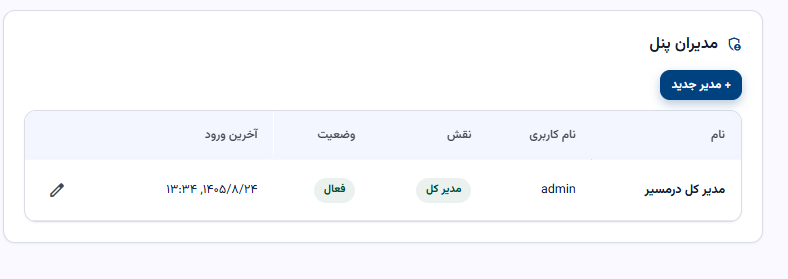 مدیران پنل
+ مدیر جدید
نام نام کاربری نقش وضعیت آخرین ورود
مدیر کل درمسیر admin مدیر کل فعال ۱۴۰۵/۸/۲۴, ۱۳:۳۴